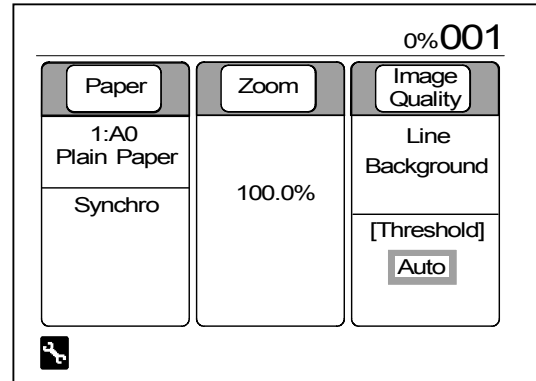 0%001
Paper
1:A0
Plain Paper
Synchro
Zoom
100.0%
Image
Quality
Line
Background
[Threshold]
Auto